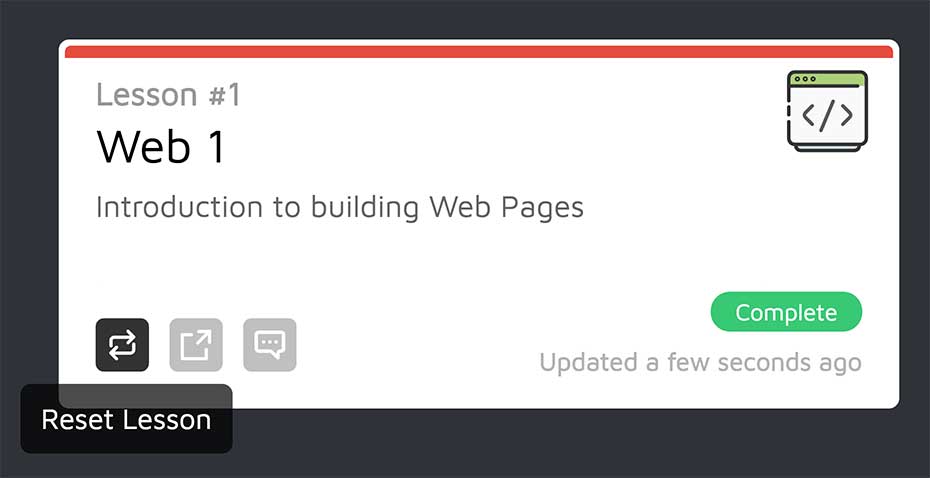 Lesson #1
Web 1
Introduction to building Web Pages
Complete
Updated a few seconds ago
Reset Lesson